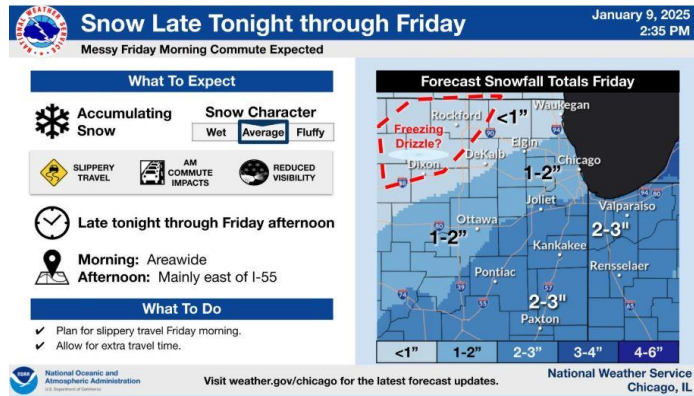 Snow Late Tonight through Friday
January 9, 2025
2:35 PM
Messy Friday Morning Commute Expected
What To Expect
Accumulating
Snow
Snow Character
Wet Average Fluffy
SLIPPERY
TRAVEL
AM
COMMUTE
IMPACTS
REDUCED
VISIBILITY
Late tonight through Friday afternoon
Morning: Areawide
Afternoon: Mainly east of I-55
What To Do
✔ Plan for slippery travel Friday morning.
✔ Allow for extra travel time.
Forecast Snowfall Totals Friday
Waukegan
Rockford
<1”
Freezing
Drizzle?
Elgin
DeKalb
Dixon
Chicago
1-2”
Joliet
Valparaiso
Ottawa
2-3”
1-2”
Kankakee
Rensselaer
Pontiac
2-3"
Paxton
<1” 1-2” 2-3” 3-4” 4-6”
National Oceanic and
Atmospheric Administration
U.S. Department of Commerce
Visit weather.gov/chicago for the latest forecast updates.
National Weather Service
Chicago, IL